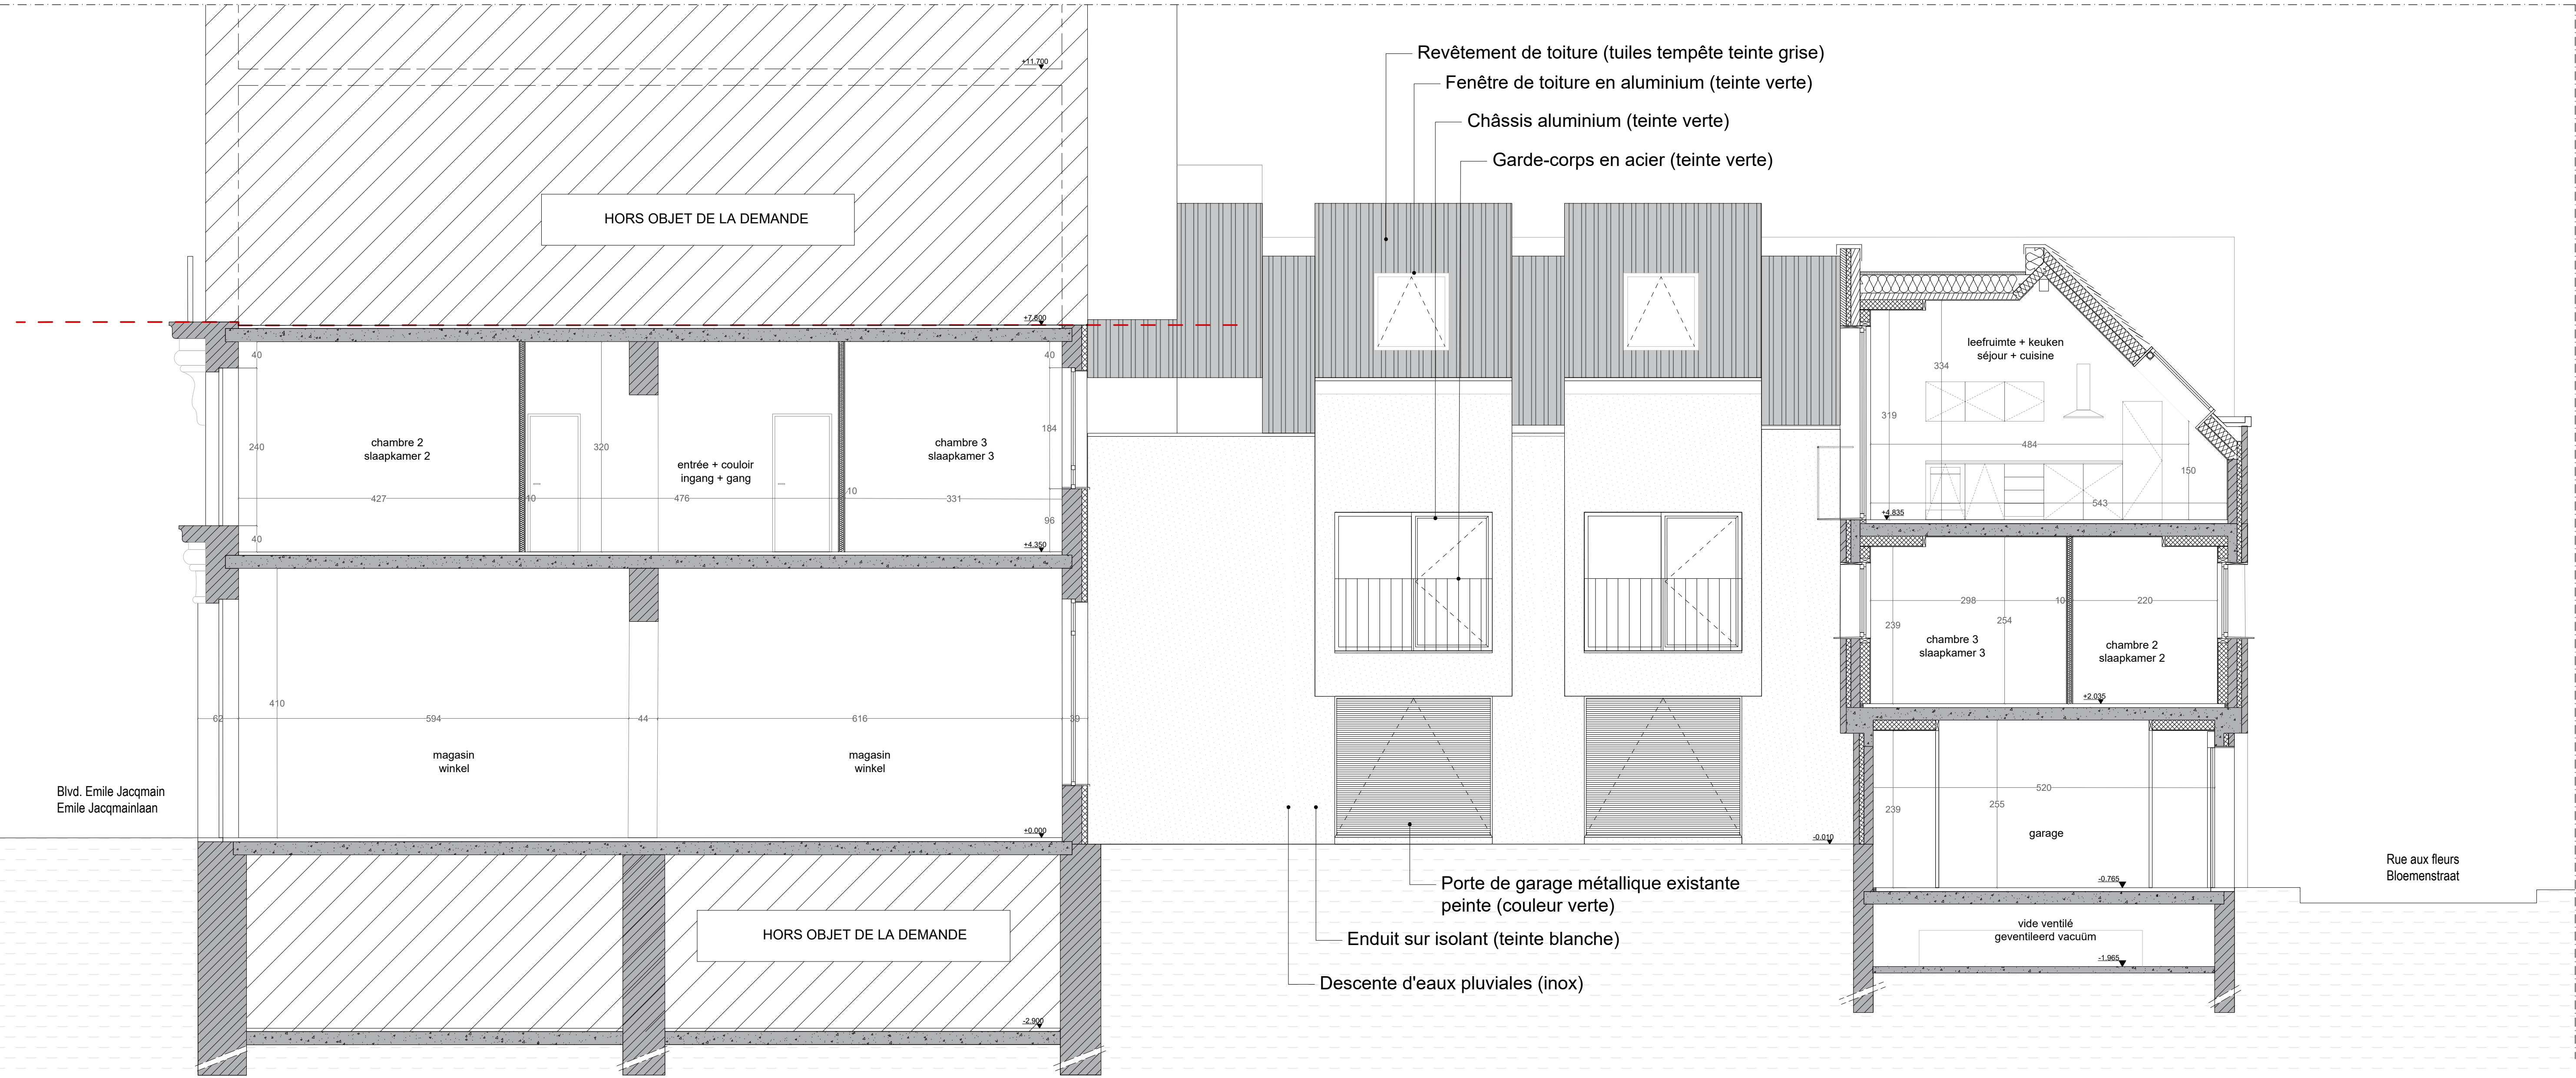 +11.700
Revêtement de toiture (tuiles tempête teinte grise)
Fenêtre de toiture en aluminium (teinte verte)
Châssis aluminium (teinte verte)
Garde-corps en acier (teinte verte)
HORS OBJET DE LA DEMANDE
+7.800
40
40
240
chambre 2
slaapkamer 2
320
entrée + couloir
ingang + gang
chambre 3
slaapkamer 3
184
427
10
476
10
331
96
40
+4.350
leefruimte + keuken
séjour + cuisine
334
319
484
150
543
+4.835
298
10
220
239
254
chambre 3
slaapkamer 3
chambre 2
slaapkamer 2
+2.035
410
62
594
44
616
39
magasin
winkel
magasin
winkel
Blvd. Emile Jacqmain
Emile Jacqmainlaan
+0.000
-0.010
520
239
255
garage
-0.765
Rue aux fleurs
Bloemenstraat
Porte de garage métallique existante
peinte (couleur verte)
Enduit sur isolant (teinte blanche)
Descente d'eaux pluviales (inox)
HORS OBJET DE LA DEMANDE
vide ventilé
geventileerd vacuüm
-1.965
-2.900